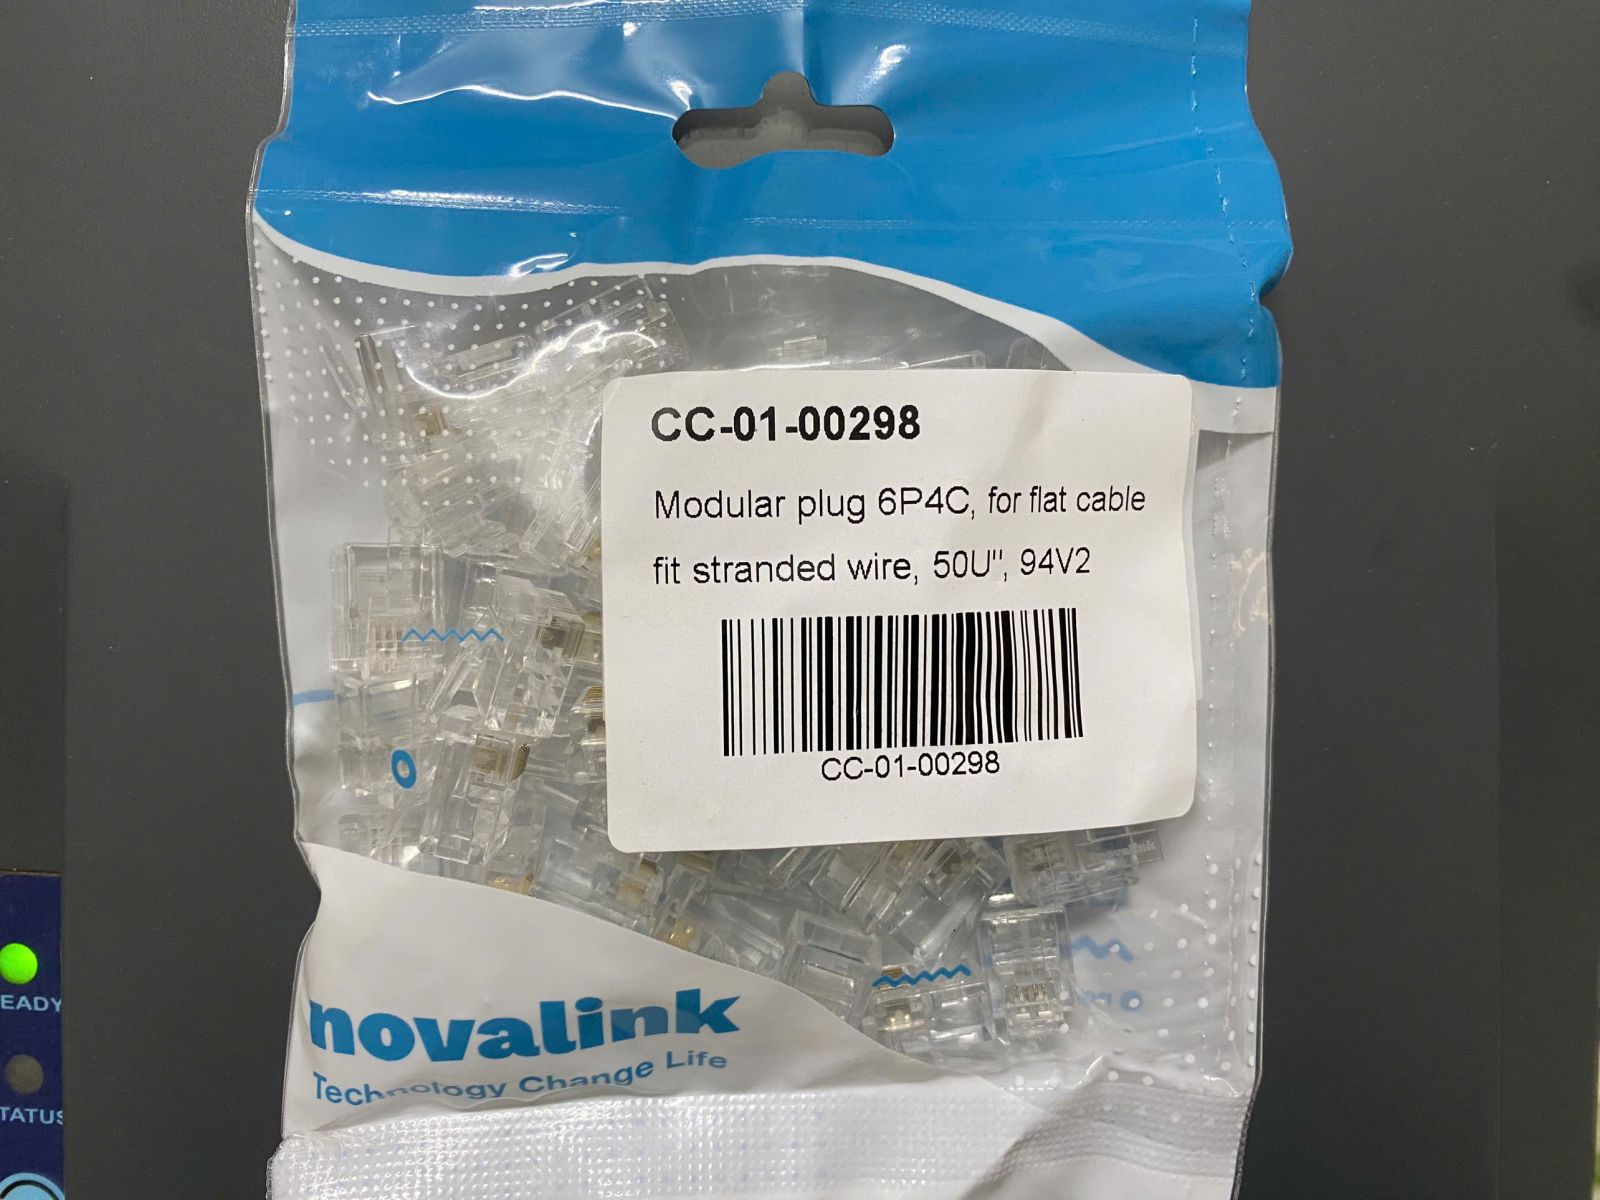 CC-01-00298
Modular plug 6P4C, for flat cable
fit stranded wire, 50U", 94V2
CC-01-00298
novalink
Technology Change Life
EADY
TATUS